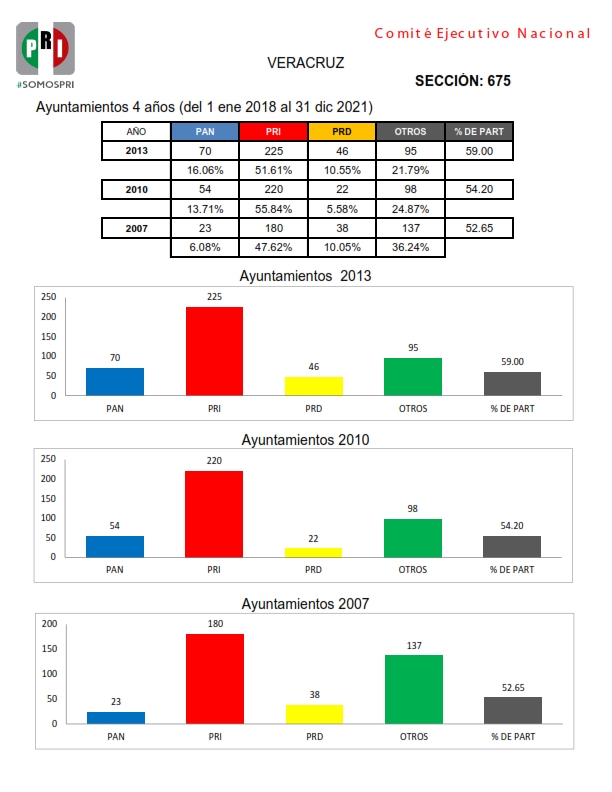 Comité Ejecutivo Nacional
PRI
#SOMOSPRI
VERACRUZ
SECCIÓN: 675
Ayuntamientos 4 años (del 1 ene 2018 al 31 dic 2021)
AÑO PAN PRI PRD OTROS % DE PART
2013 70 225 46 95 59.00
16.06% 51.61% 10.55% 21.79%
2010 54 220 22 98 54.20
13.71% 55.84% 5.58% 24.87%
2007 23 180 38 137 52.65
6.08% 47.62% 10.05% 36.24%
Ayuntamientos 2013
250
200
150
100
50
0
70 225 46 95 59.00
PAN PRI PRD OTROS % DE PART
Ayuntamientos 2010
250
200
150
100
50
0
54 220 22 98 54.20
PAN PRI PRD OTROS % DE PART
Ayuntamientos 2007
200
150
100
50
0
23 180 38 137 52.65
PAN PRI PRD OTROS % DE PART